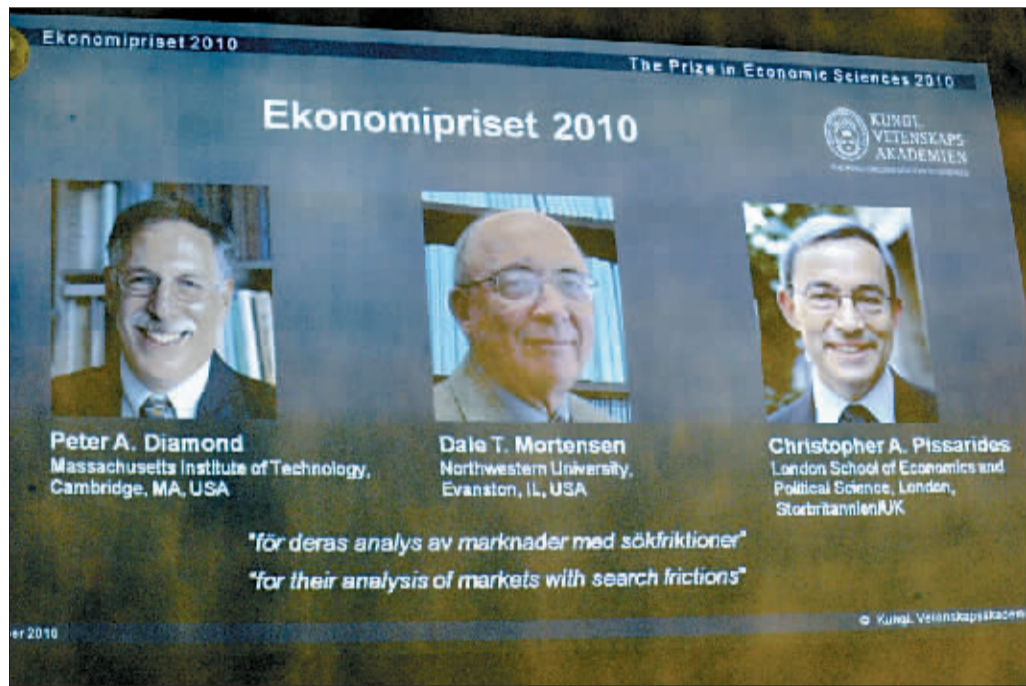 Ekonomipriset 2010
The Prize in Economic Sciences 2010
Ekonomipriset 2010
KUNGL.
VETENSKAPS-
AKADEMIEN
Peter A. Diamond
Massachusetts Institute of Technology,
Cambridge, MA, USA
Dale T. Mortensen
Northwestern University,
Evanston, IL, USA
Christopher A. Pissarides
London School of Economics and
Political Science, London,
Storbritannien/UK
"för deras analys av marknader med sökfriktioner"
"for their analysis of markets with search frictions"
er 2010
© Kungl. Vetenskapsakadem